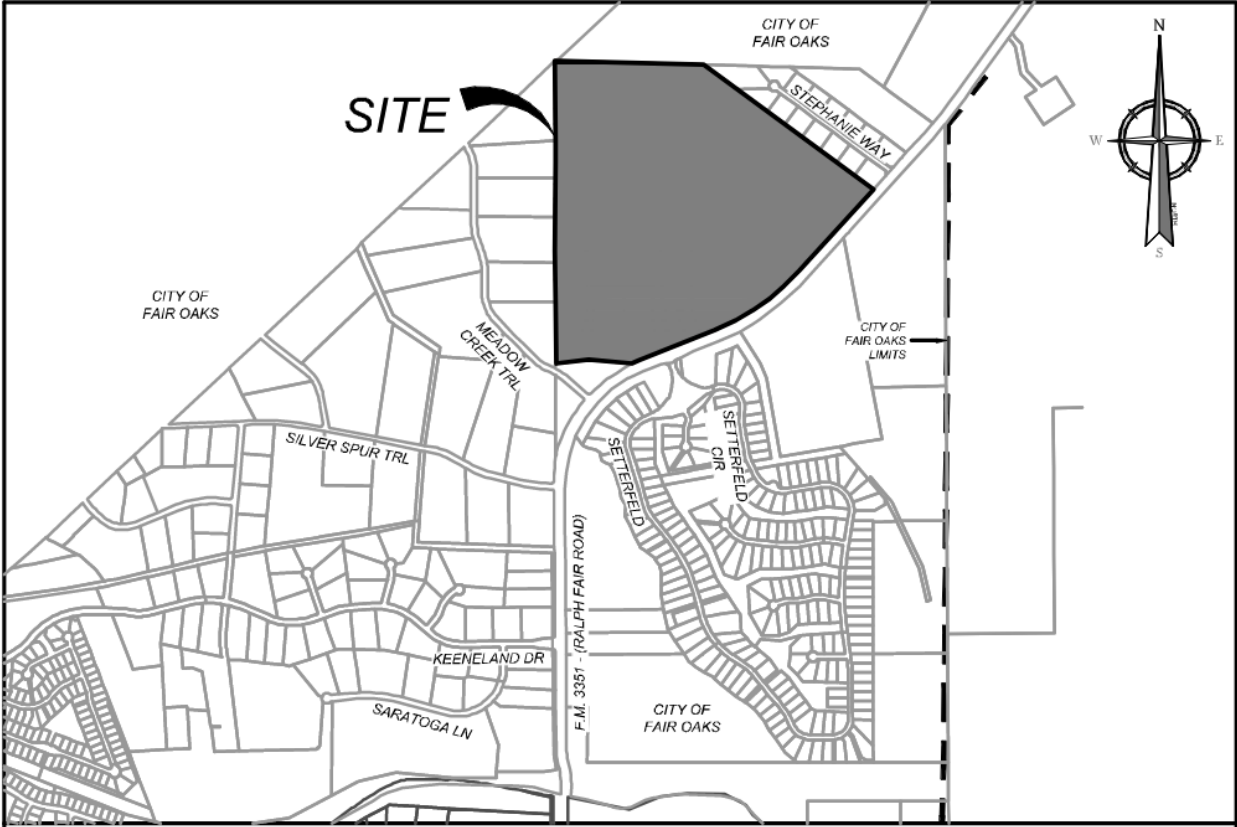 CITY OF
FAIR OAKS
N
SITE
STEPHANIE WAY
W
E
S
CITY OF
FAIR OAKS
MEADOW
CREEK TRL
CITY OF
FAIR OAKS
LIMITS
SILVER SPUR TRL
SETTERFELD
SETTERFELD
CIR
F.M. 3351 - (RALPH FAIR ROAD)
KEENELAND DR
SARATOGA LN
CITY OF
FAIR OAKS